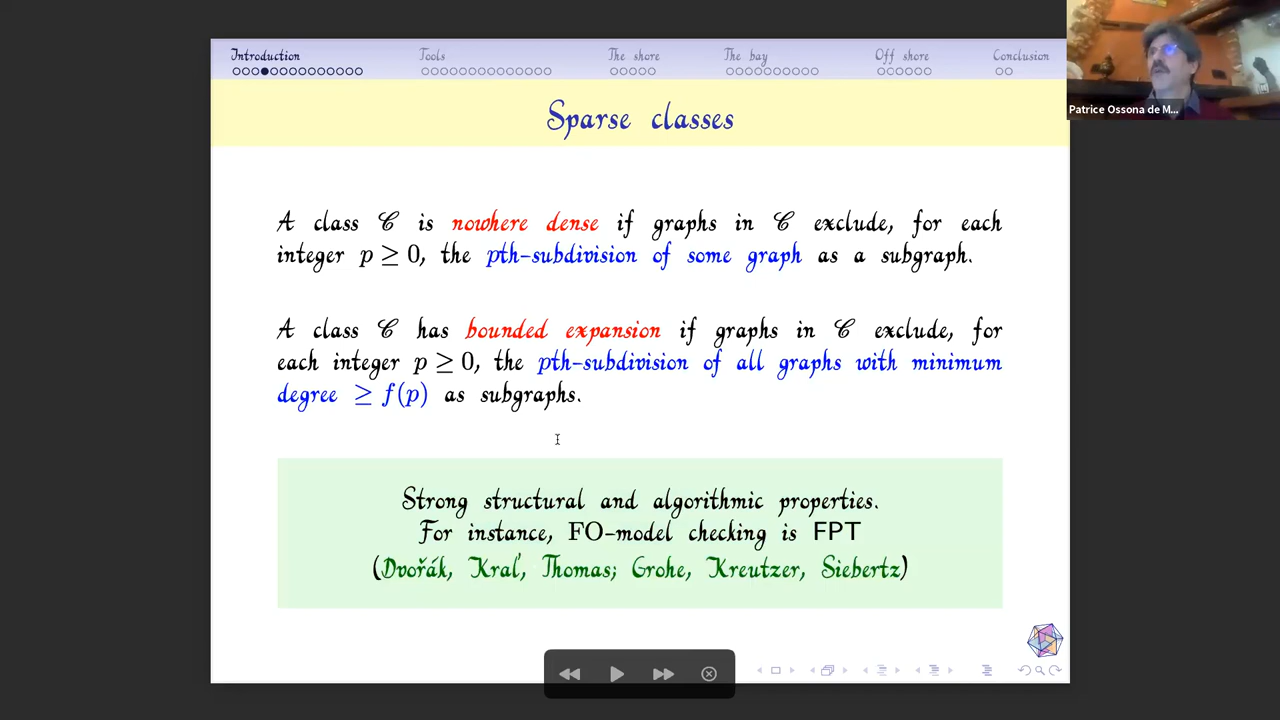 Introduction
Tools
The shore
The bay
Off shore
Conclusion
Patrice Ossona de M...
Sparse classes
A class 𝒞 is nowhere dense if graphs in 𝒞 exclude, for each
integer p ≥ 0, the pth-subdivision of some graph as a subgraph.
A class 𝒞 has bounded expansion if graphs in 𝒞 exclude, for
each integer p ≥ 0, the pth-subdivision of all graphs with minimum
degree ≥ f(p) as subgraphs.
Strong structural and algorithmic properties.
For instance, FO-model checking is FPT
(Dvořák, Kraľ, Thomas; Grohe, Kreutzer, Siebertz)